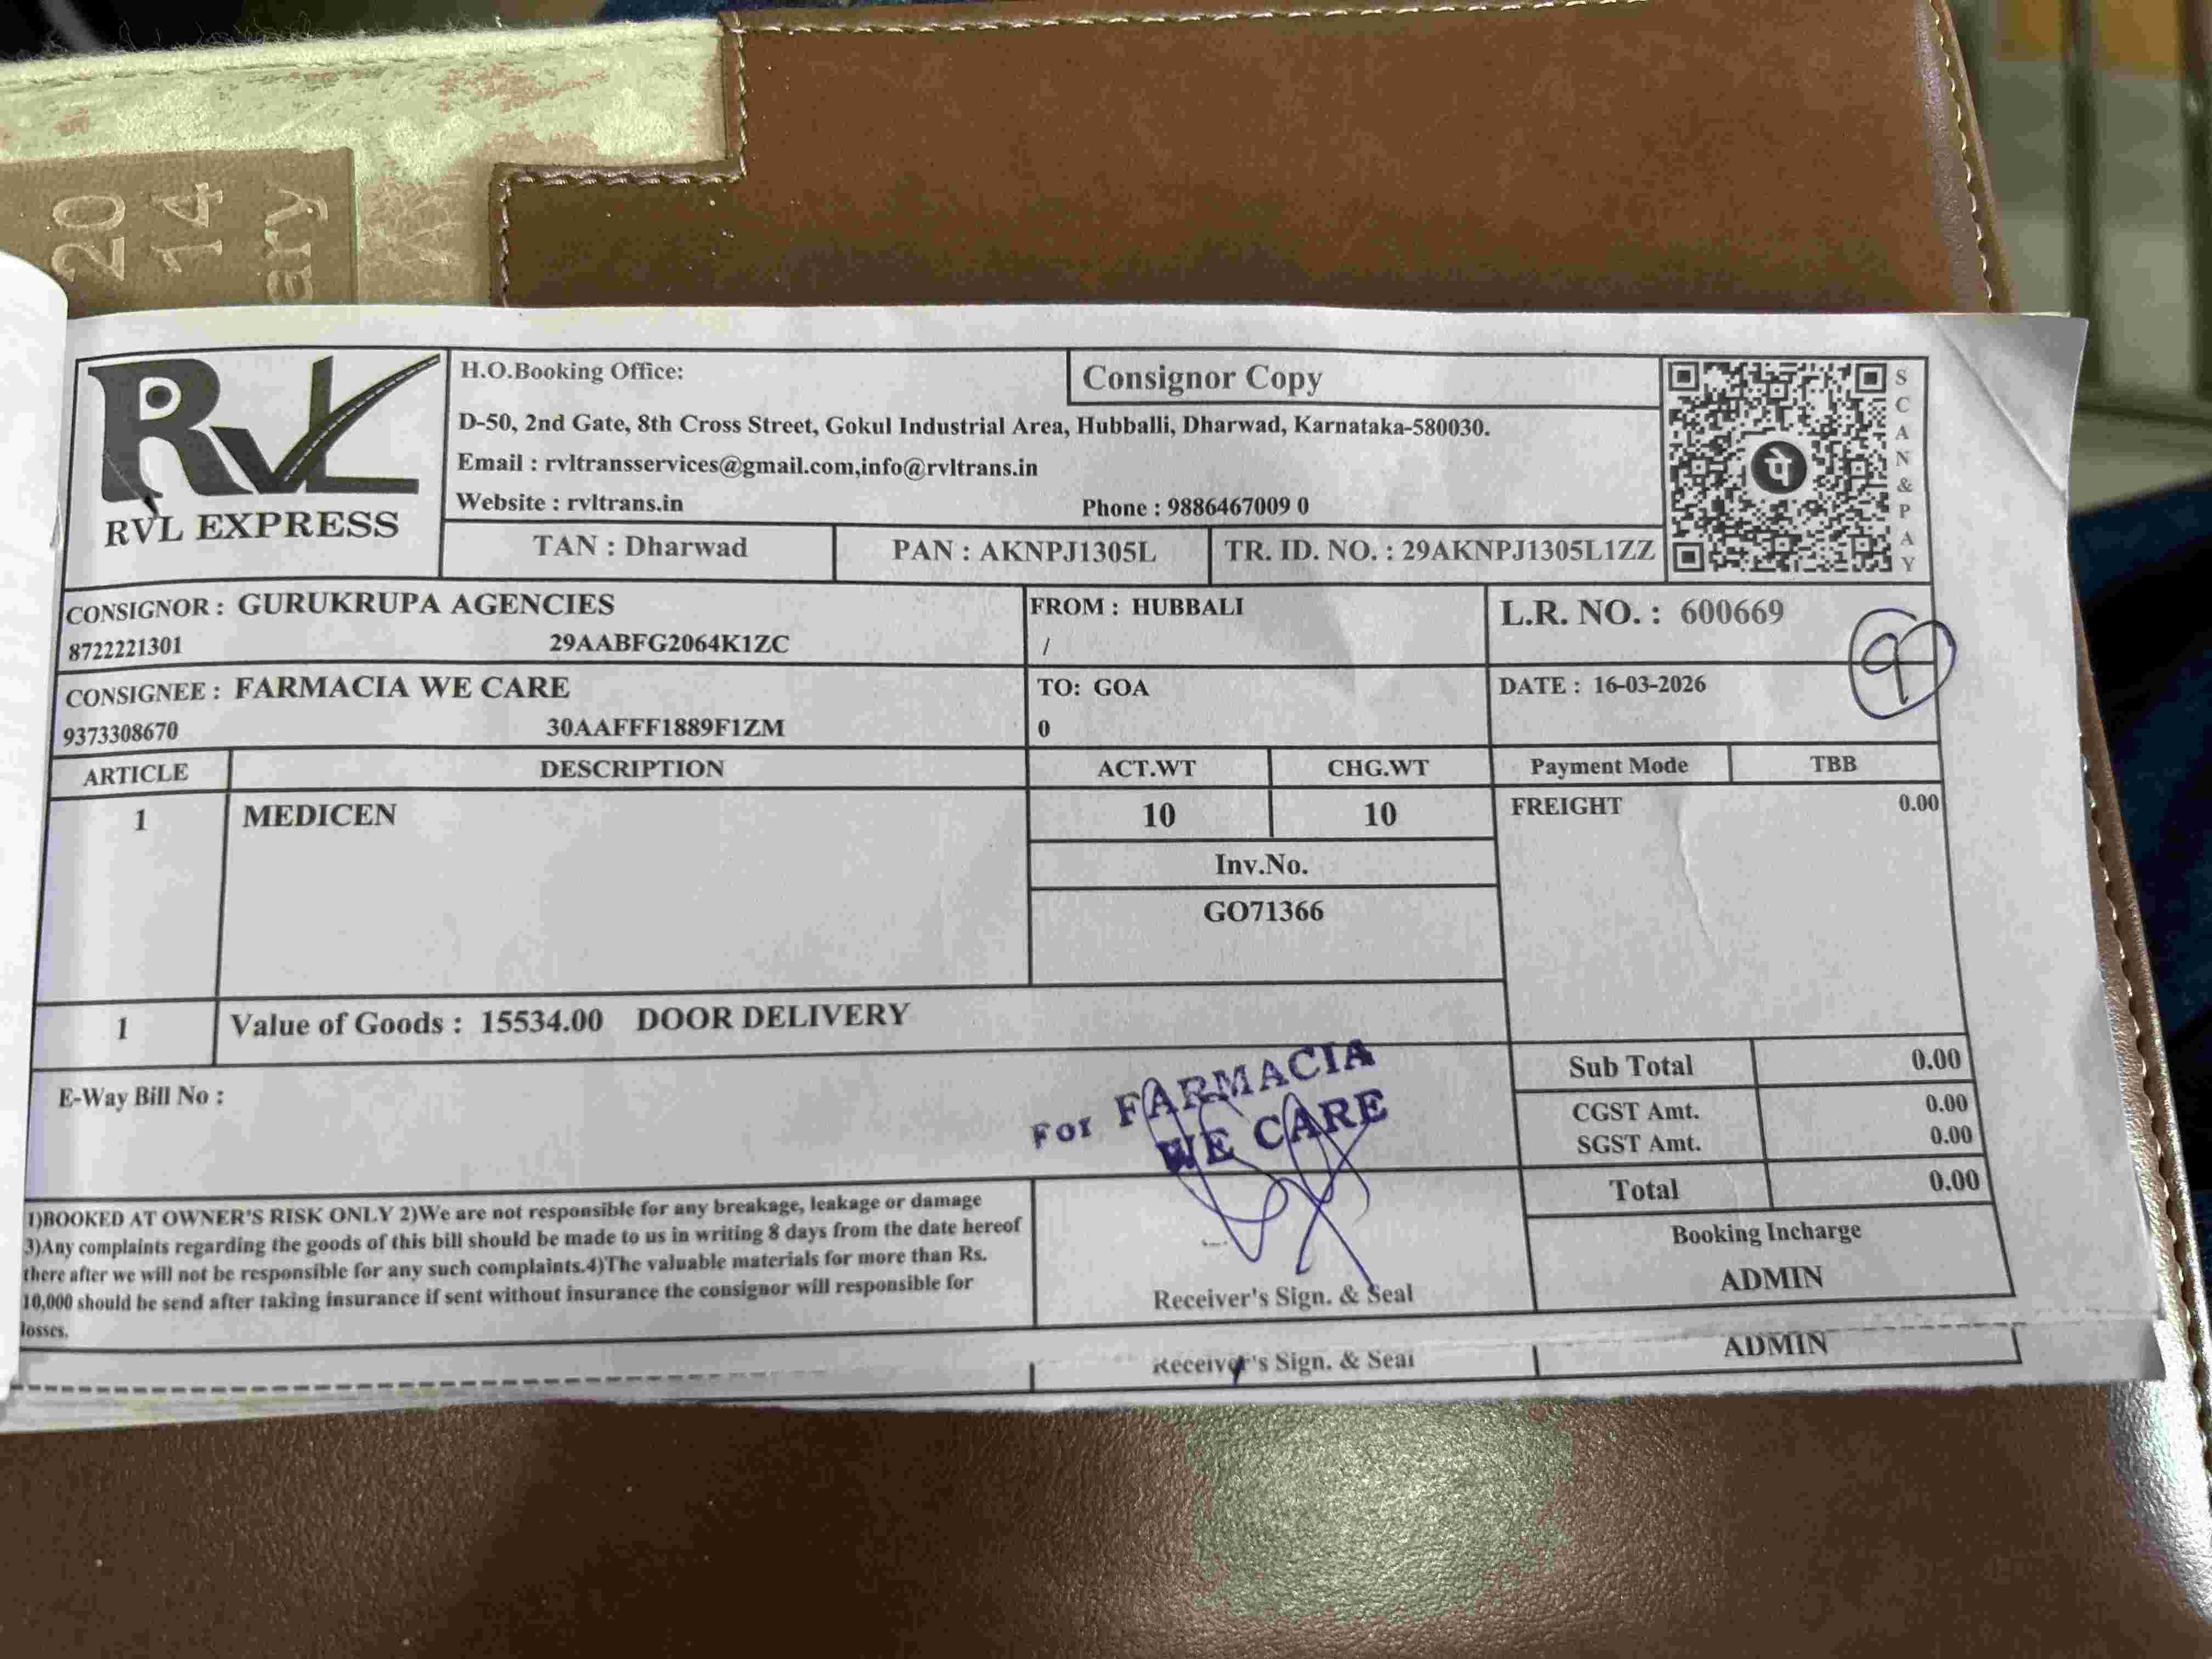 20
14
ary
RVL EXPRESS
H.O.Booking Office:
Consignor Copy
D-50, 2nd Gate, 8th Cross Street, Gokul Industrial Area, Hubballi, Dharwad, Karnataka-580030.
Email : rvltransservices@gmail.com,info@rvltrans.in
Website : rvltrans.in Phone : 9886467009 0
TAN : Dharwad PAN : AKNPJ1305L TR. ID. NO. : 29AKNPJ1305L1ZZ
पे
SCAN&PAY
CONSIGNOR : GURUKRUPA AGENCIES
8722221301 29AABFG2064K1ZC
FROM : HUBBALI
/
L.R. NO. : 600669
9
CONSIGNEE : FARMACIA WE CARE
9373308670 30AAFFF1889F1ZM
TO: GOA
0
DATE : 16-03-2026
ARTICLE DESCRIPTION ACT.WT CHG.WT Payment Mode TBB
1 MEDICEN 10 10 FREIGHT 0.00
Inv.No.
GO71366
1 Value of Goods : 15534.00 DOOR DELIVERY
E-Way Bill No :
For FARMACIA
WE CARE
Sub Total 0.00
CGST Amt. 0.00
SGST Amt. 0.00
Total 0.00
1)BOOKED AT OWNER'S RISK ONLY 2)We are not responsible for any breakage, leakage or damage
3)Any complaints regarding the goods of this bill should be made to us in writing 8 days from the date hereof
there after we will not be responsible for any such complaints.4)The valuable materials for more than Rs.
10,000 should be send after taking insurance if sent without insurance the consignor will responsible for
losses.
Receiver's Sign. & Seal
Booking Incharge
ADMIN
Receiver's Sign. & Seal
ADMIN